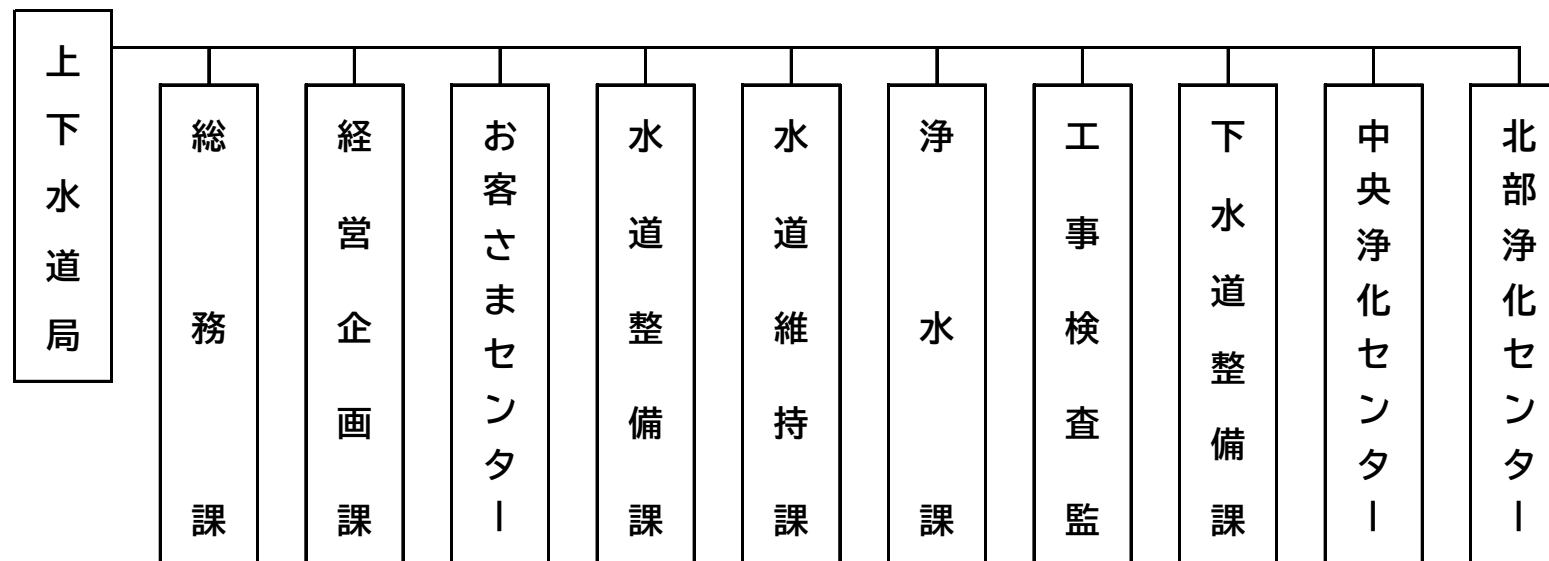 上下水道局
総務課
経営企画課
お客さまセンター
水道整備課
水道維持課
浄水課
工事検査監
下水道整備課
中央浄化センター
北部浄化センター